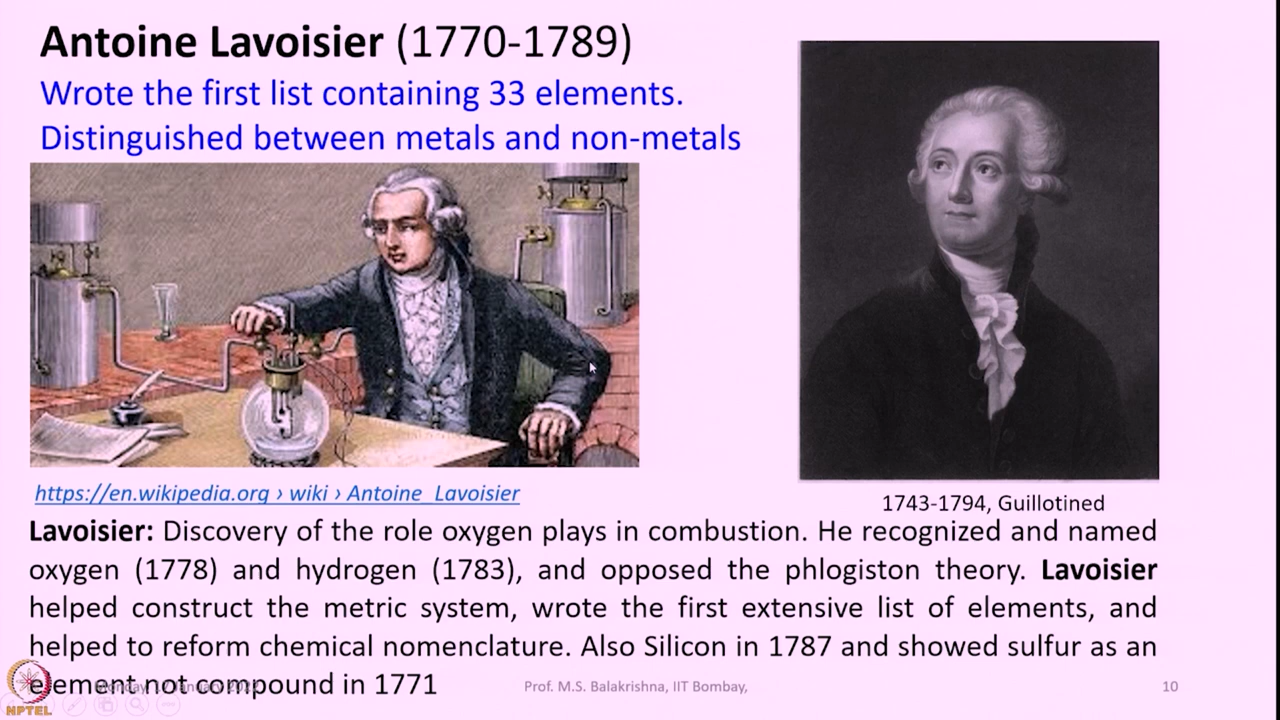 Antoine Lavoisier (1770-1789)
Wrote the first list containing 33 elements.
Distinguished between metals and non-metals
https://en.wikipedia.org › wiki › Antoine_Lavoisier
1743-1794, Guillotined
Lavoisier: Discovery of the role oxygen plays in combustion. He recognized and named
oxygen (1778) and hydrogen (1783), and opposed the phlogiston theory. Lavoisier
helped construct the metric system, wrote the first extensive list of elements, and
helped to reform chemical nomenclature. Also Silicon in 1787 and showed sulfur as an
element not compound in 1771
Monday, January
Prof. M.S. Balakrishna, IIT Bombay,
10
NPTEL